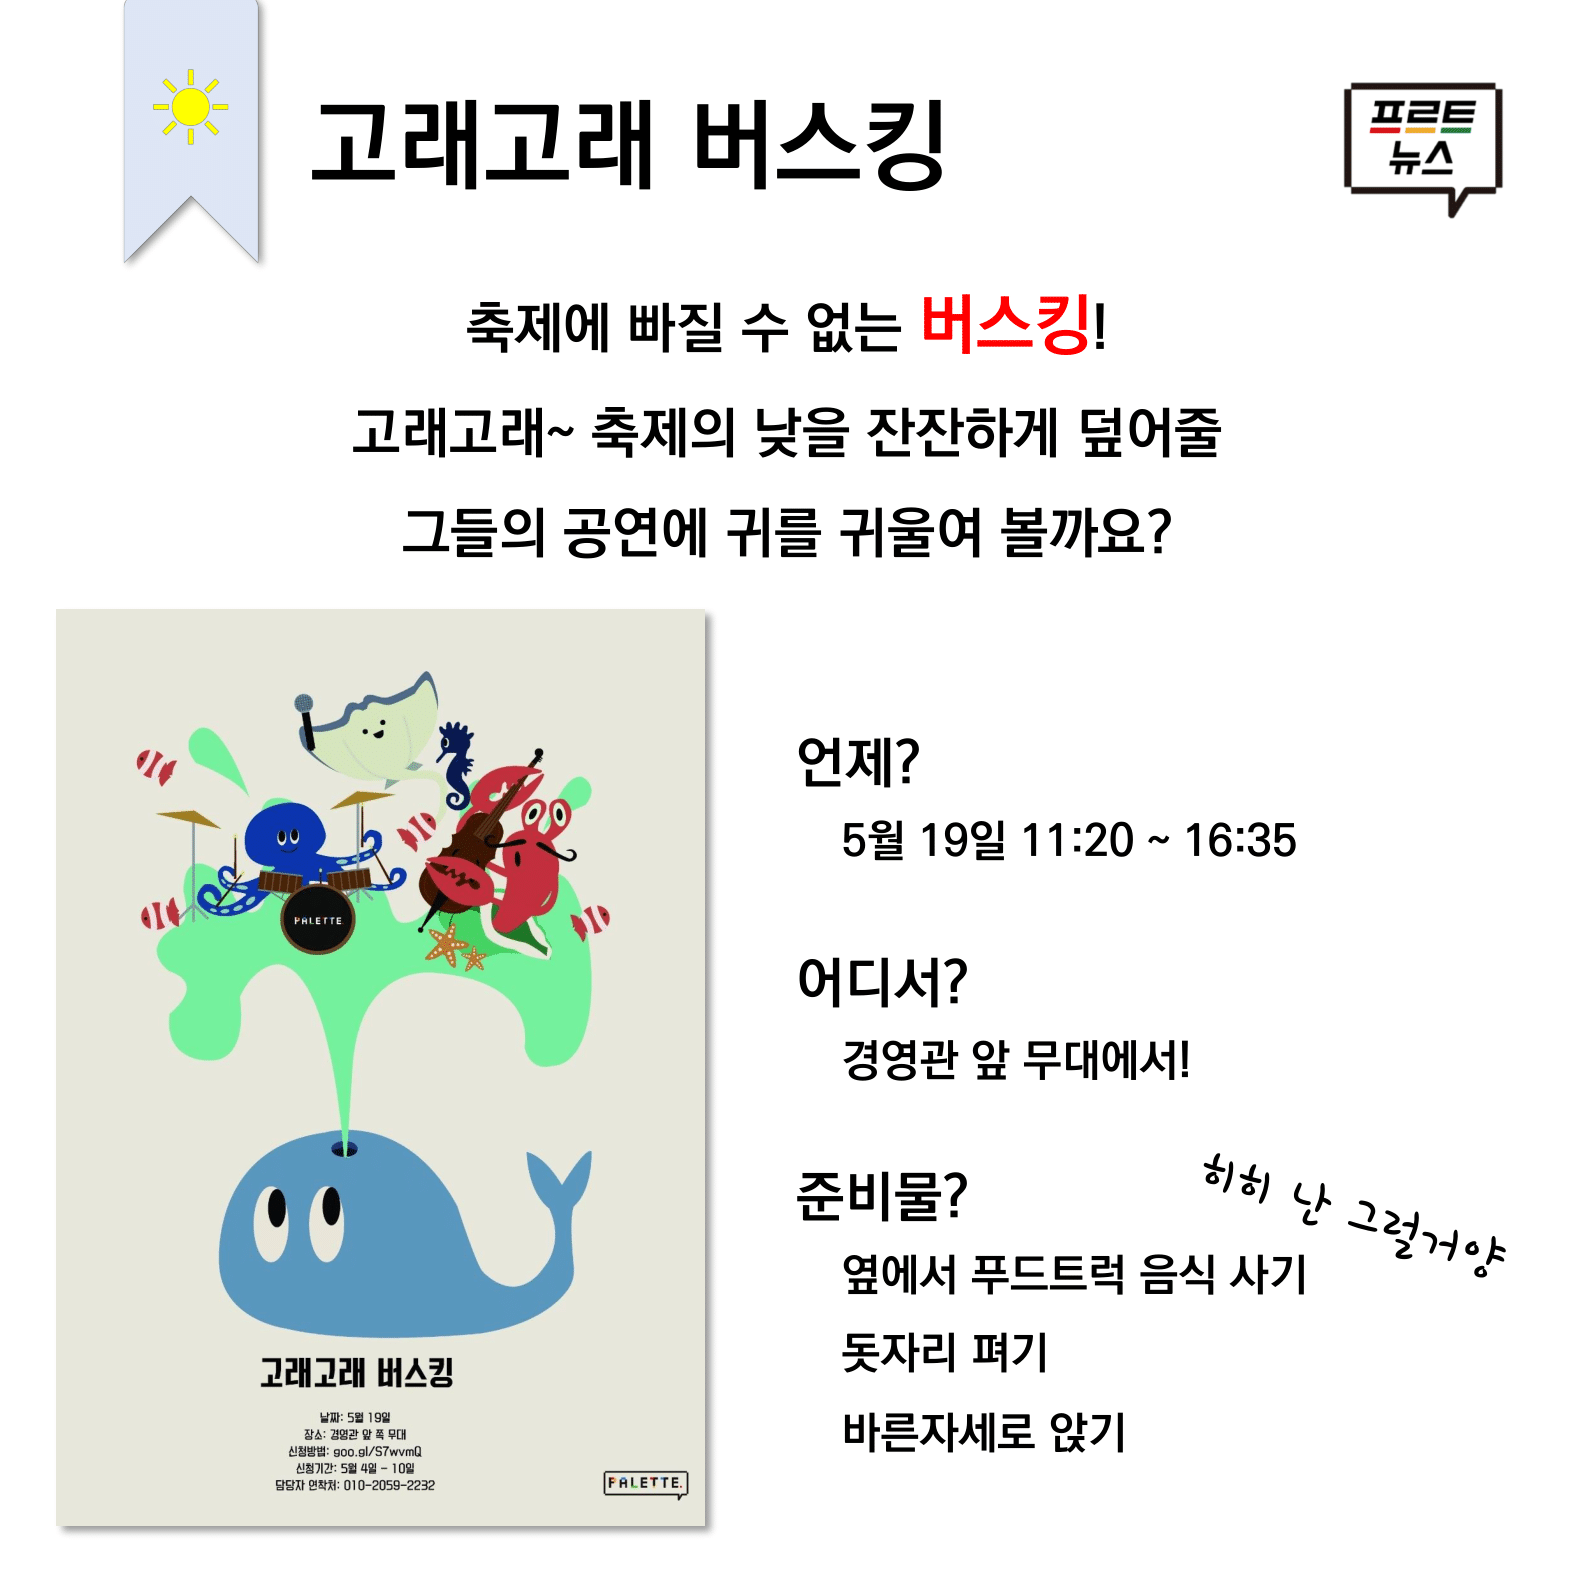 고래고래 버스킹
프르트
뉴스
축제에 빠질 수 없는 버스킹!
고래고래~ 축제의 낮을 잔잔하게 덮어줄
그들의 공연에 귀를 귀울여 볼까요?
PALETTE
고래고래 버스킹
날짜: 5월 19일
장소: 경영관 앞 쪽 무대
신청방법: goo.gl/S7wvmQ
신청기간: 5월 4일 - 10일
담당자 연착처: 010-2059-2232
PALETTE.
언제?
5월 19일 11:20 ~ 16:35
어디서?
경영관 앞 무대에서!
준비물?
히히 난 그럴거양
옆에서 푸드트럭 음식 사기
돗자리 펴기
바른자세로 앉기